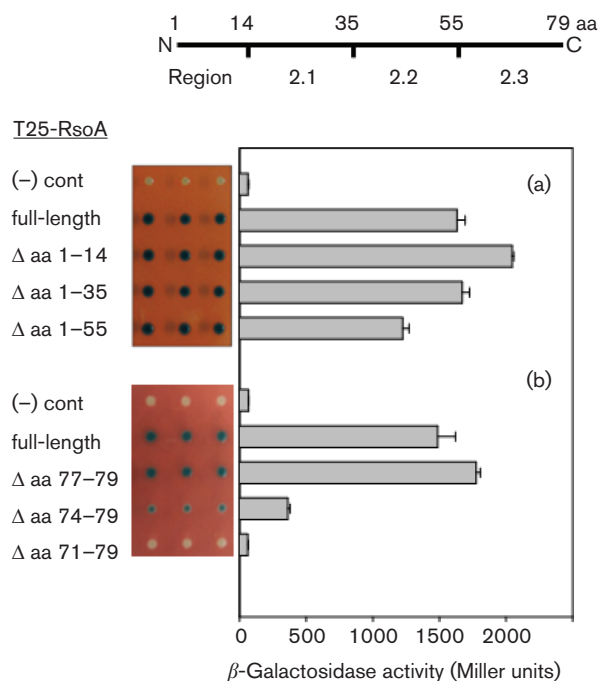 1 14 35 55 79 aa
N C
Region 2.1 2.2 2.3
T25-RsoA
(–) cont
(a)
full-length
Δ aa 1–14
Δ aa 1–35
Δ aa 1–55
(b)
(–) cont
full-length
Δ aa 77–79
Δ aa 74–79
Δ aa 71–79
0 500 1000 1500 2000
β-Galactosidase activity (Miller units)